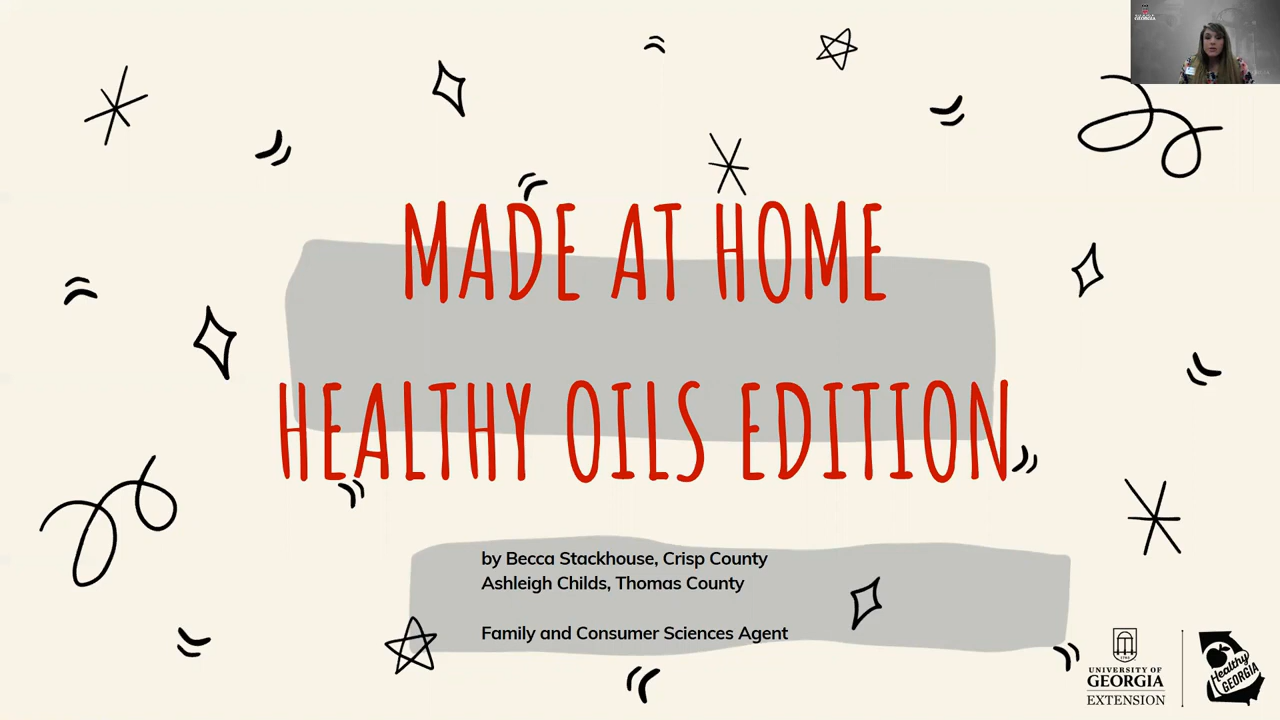 MADE AT HOME
HEALTHY OILS EDITION
by Becca Stackhouse, Crisp County
Ashleigh Childs, Thomas County
Family and Consumer Sciences Agent
UNIVERSITY OF
GEORGIA
EXTENSION
Healthy
GEORGIA
GEORGIA